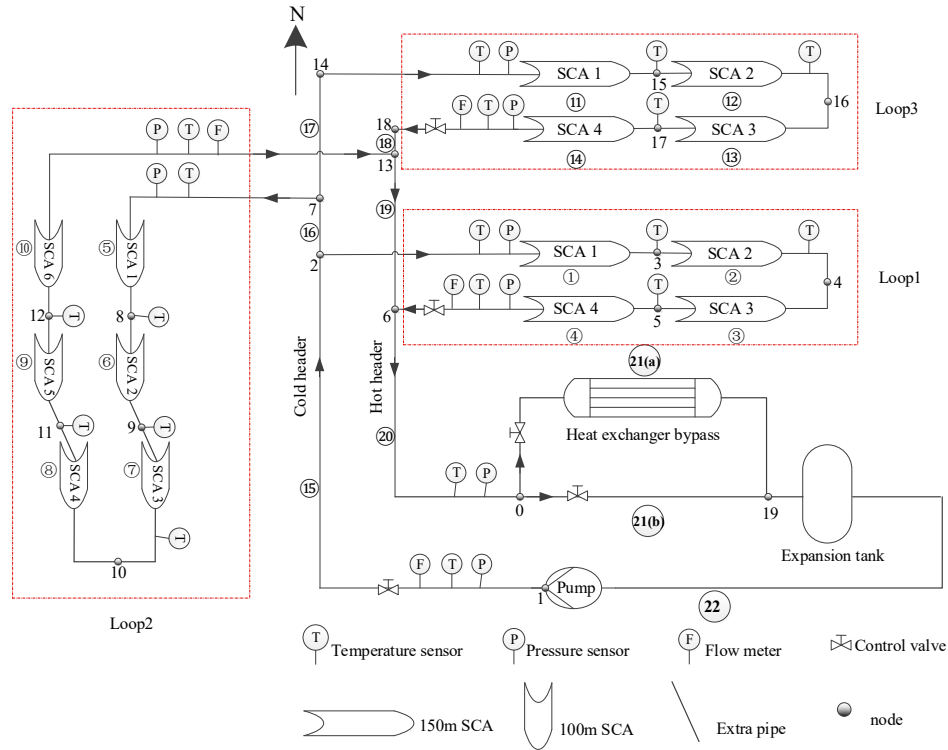 N
14
T
P
T
T
SCA 1
SCA 2
15
⑪
⑫
16
Loop3
17
F
T
P
T
18
SCA 4
SCA 3
18
13
17
⑭
⑬
P
T
F
P
T
19
7
16
2
T
P
T
T
SCA 1
SCA 2
3
①
②
4
Loop1
F
T
P
T
6
SCA 4
SCA 3
5
④
③
⑩
SCA 6
⑤
SCA 1
12
T
8
T
⑨
SCA 5
⑥
SCA 2
11
T
9
T
⑧
SCA 4
⑦
SCA 3
T
10
Loop2
Cold header
Hot header
15
20
21(a)
Heat exchanger bypass
T
P
0
21(b)
19
Expansion tank
F
T
P
1
Pump
22
T
Temperature sensor
P
Pressure sensor
F
Flow meter
Control valve
150m SCA
100m SCA
Extra pipe
node